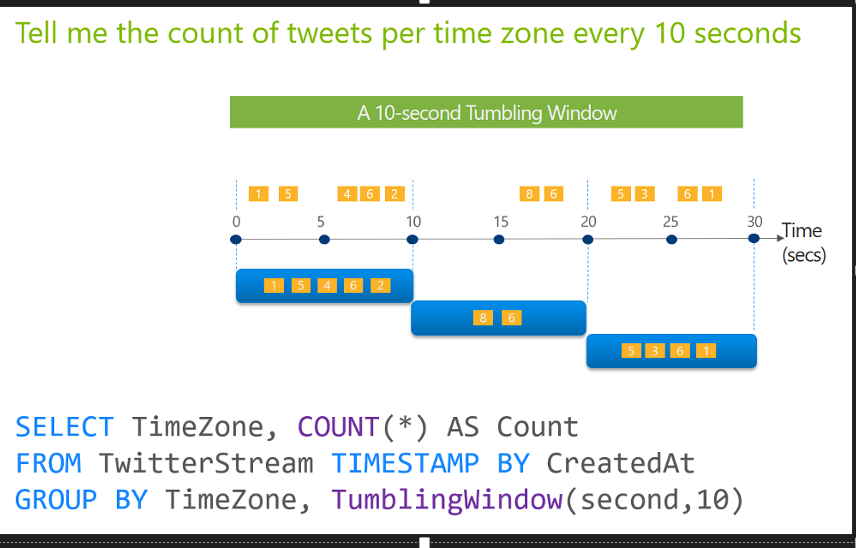 Tell me the count of tweets per time zone every 10 seconds
A 10-second Tumbling Window
1 5 4 6 2 8 6 5 3 6 1
0 5 10 15 20 25 30
Time
(secs)
1 5 4 6 2
8 6
5 3 6 1
SELECT TimeZone, COUNT(*) AS Count
FROM TwitterStream TIMESTAMP BY CreatedAt
GROUP BY TimeZone, TumblingWindow(second,10)